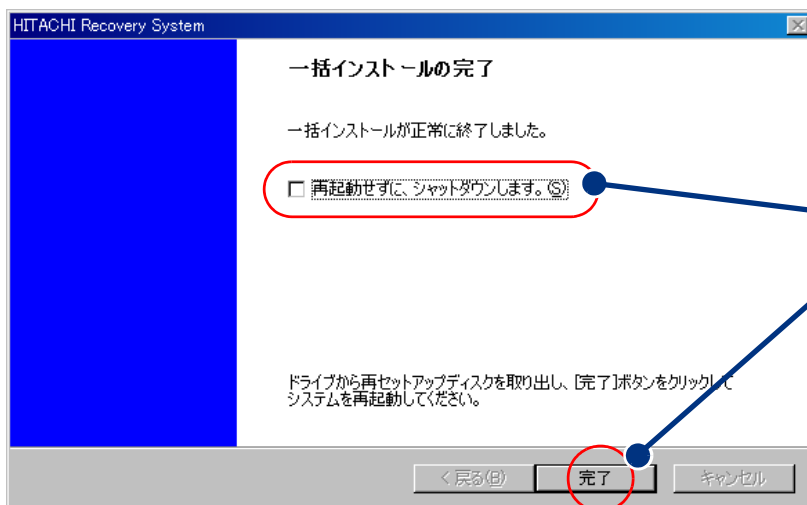 HITACHI Recovery System
一括インストールの完了
一括インストールが正常に終了しました。
再起動せずに、シャットダウンします。(S)
ドライブから再セットアップディスクを取り出し、[完了]ボタンをクリックして
システムを再起動してください。
< 戻る(B)
完了
キャンセル